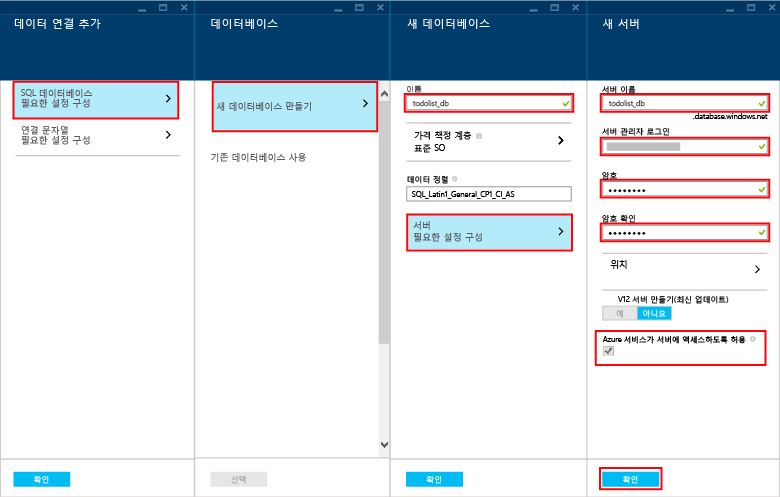 데이터 연결 추가
SQL 데이터베이스
필요한 설정 구성
연결 문자열
필요한 설정 구성
확인
데이터베이스
새 데이터베이스 만들기
기존 데이터베이스 사용
선택
새 데이터베이스
이름
todolist_db
가격 책정 계층
표준 SO
데이터 정렬
SQL_Latin1_General_CP1_CI_AS
서버
필요한 설정 구성
확인
새 서버
서버 이름
todolist_db
.database.windows.net
서버 관리자 로그인
암호
••••••••
암호 확인
••••••••
위치
V12 서버 만들기(최신 업데이트)
예 아니요
Azure 서비스가 서버에 액세스하도록 허용
확인